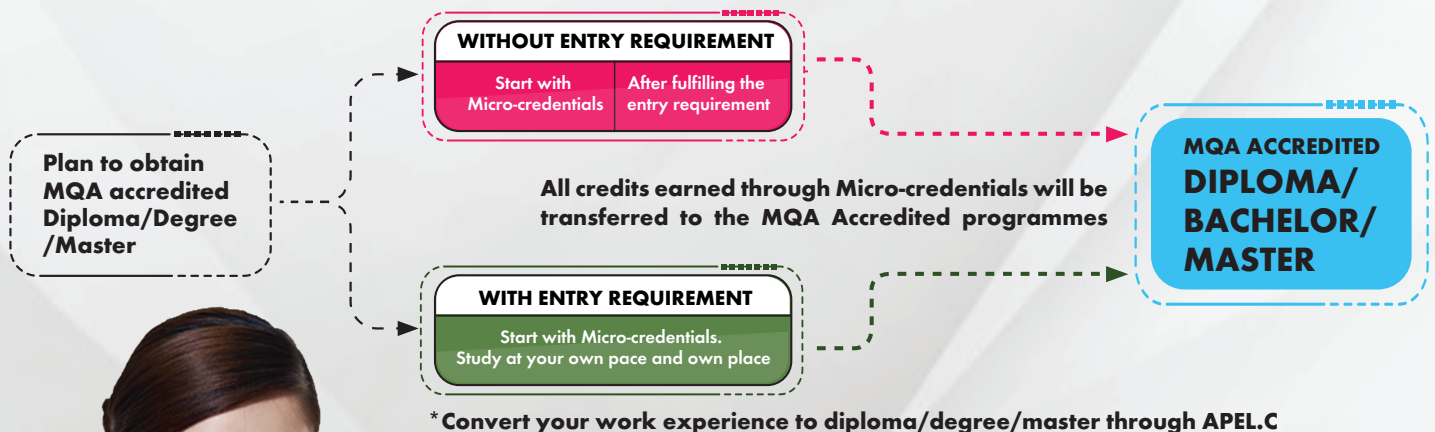 Plan to obtain
MQA accredited
Diploma/Degree
/Master
WITHOUT ENTRY REQUIREMENT
Start with
Micro-credentials
After fulfilling the
entry requirement
All credits earned through Micro-credentials will be
transferred to the MQA Accredited programmes
WITH ENTRY REQUIREMENT
Start with Micro-credentials.
Study at your own pace and own place
MQA ACCREDITED
DIPLOMA/
BACHELOR/
MASTER
*Convert your work experience to diploma/degree/master through APEL.C